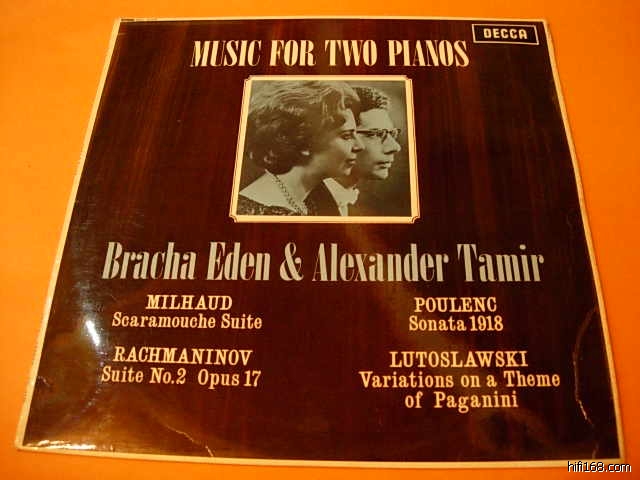 DECCA
MUSIC FOR TWO PIANOS
Bracha Eden & Alexander Tamir
MILHAUD
Scaramouche Suite
POULENC
Sonata 1918
RACHMANINOV
Suite No.2 Opus 17
LUTOSLAWSKI
Variations on a Theme
of Paganini
hifi168.com